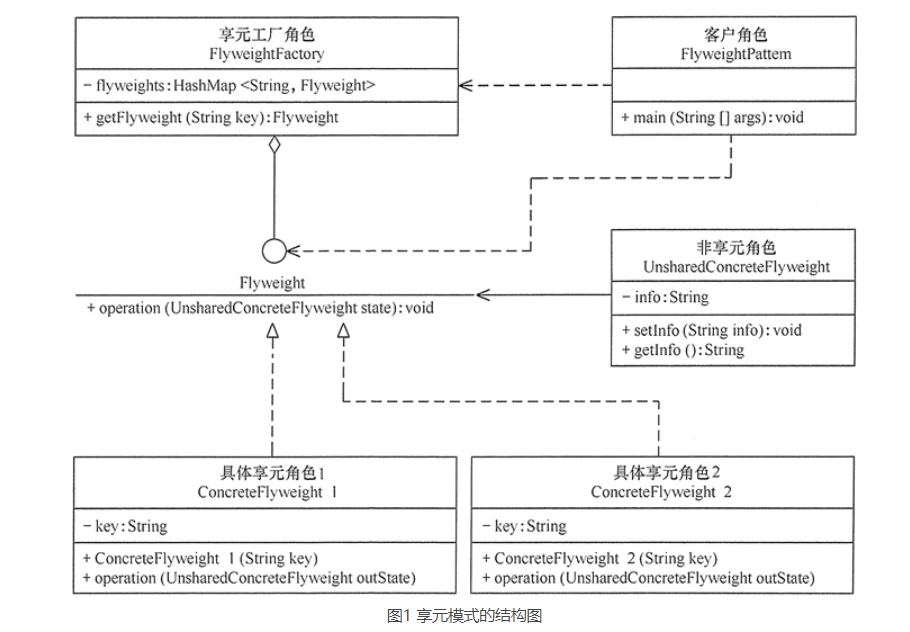 享元工厂角色
FlyweightFactory
- flyweights:HashMap <String, Flyweight>
+ getFlyweight (String key):Flyweight
客户角色
FlyweightPattem
+ main (String [] args):void
Flyweight
+ operation (UnsharedConcreteFlyweight state):void
非享元角色
UnsharedConcreteFlyweight
- info:String
+ setInfo (String info):void
+ getInfo ():String
具体享元角色1
ConcreteFlyweight 1
- key:String
+ ConcreteFlyweight 1 (String key)
+ operation (UnsharedConcreteFlyweight outState)
具体享元角色2
ConcreteFlyweight 2
- key:String
+ ConcreteFlyweight 2 (String key)
+ operation (UnsharedConcreteFlyweight outState)
图1 享元模式的结构图